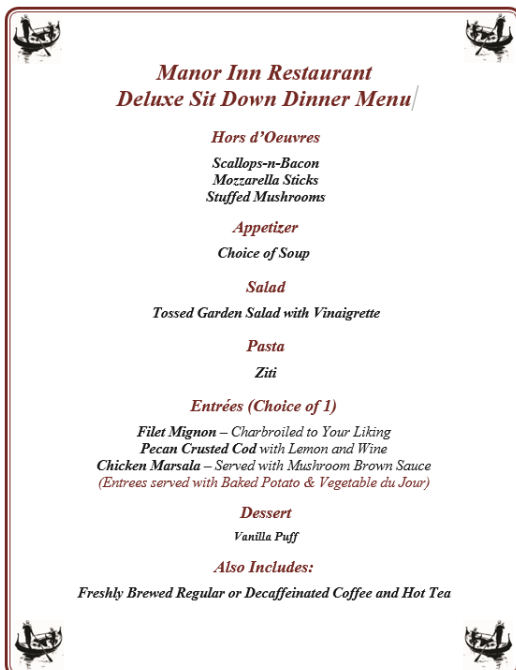 Manor Inn Restaurant
Deluxe Sit Down Dinner Menu
Hors d'Oeuvres
Scallops-n-Bacon
Mozzarella Sticks
Stuffed Mushrooms
Appetizer
Choice of Soup
Salad
Tossed Garden Salad with Vinaigrette
Pasta
Ziti
Entrées (Choice of 1)
Filet Mignon – Charbroiled to Your Liking
Pecan Crusted Cod with Lemon and Wine
Chicken Marsala – Served with Mushroom Brown Sauce
(Entrees served with Baked Potato & Vegetable du Jour)
Dessert
Vanilla Puff
Also Includes:
Freshly Brewed Regular or Decaffeinated Coffee and Hot Tea